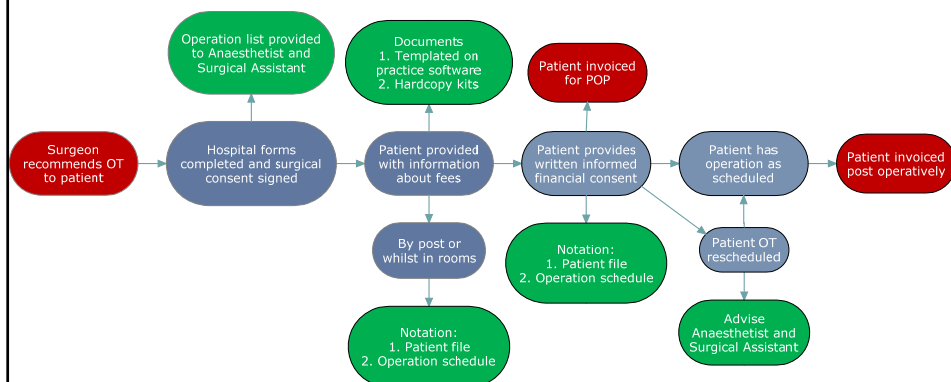 Operation list provided
to Anaesthetist and
Surgical Assistant
Documents
1. Templated on
practice software
2. Hardcopy kits
Patient invoiced
for POP
Surgeon
recommends OT
to patient
Hospital forms
completed and surgical
consent signed
Patient provided
with information
about fees
Patient provides
written informed
financial consent
Patient has
operation as
scheduled
Patient invoiced
post operatively
By post or
whilst in rooms
Notation:
1. Patient file
2. Operation schedule
Patient OT
rescheduled
Notation:
1. Patient file
2. Operation schedule
Advise
Anaesthetist and
Surgical Assistant